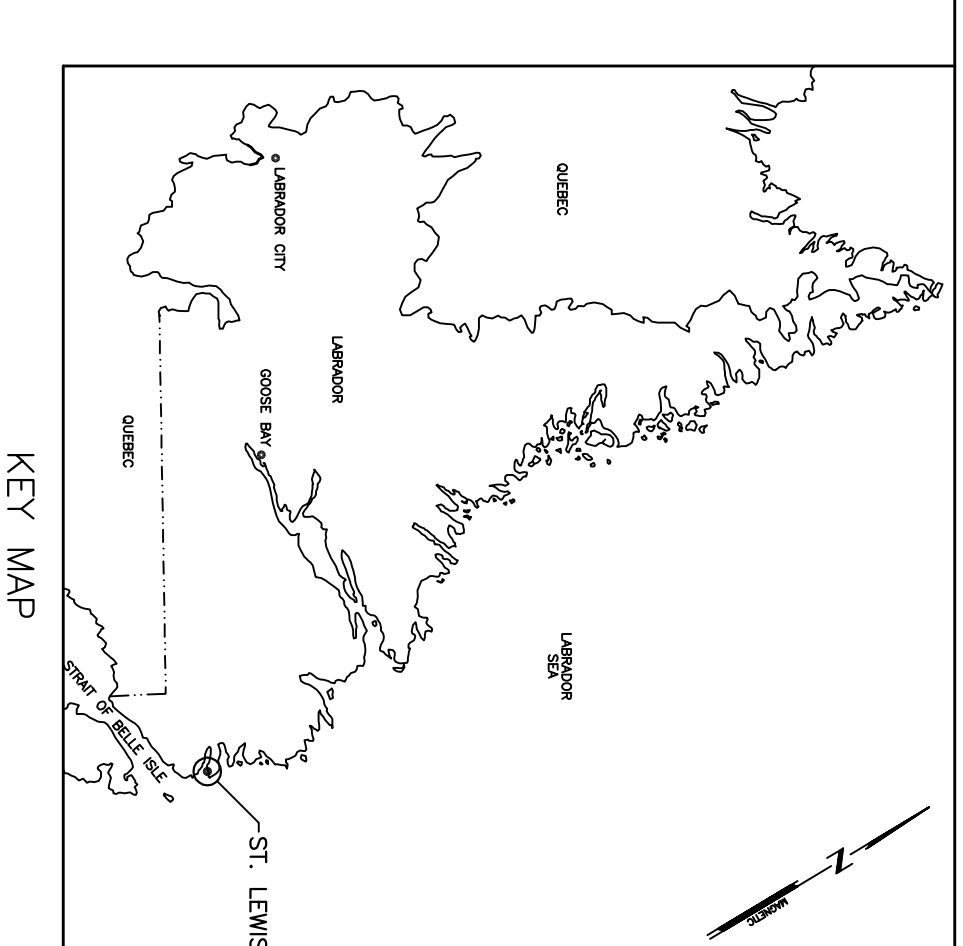 QUEBEC
LABRADOR CITY
LABRADOR
GOOSE BAY
QUEBEC
LABRADOR
SEA
STRAIT OF BELLE ISLE
ST. LEWIS
N
MAGNETIC
KEY MAP